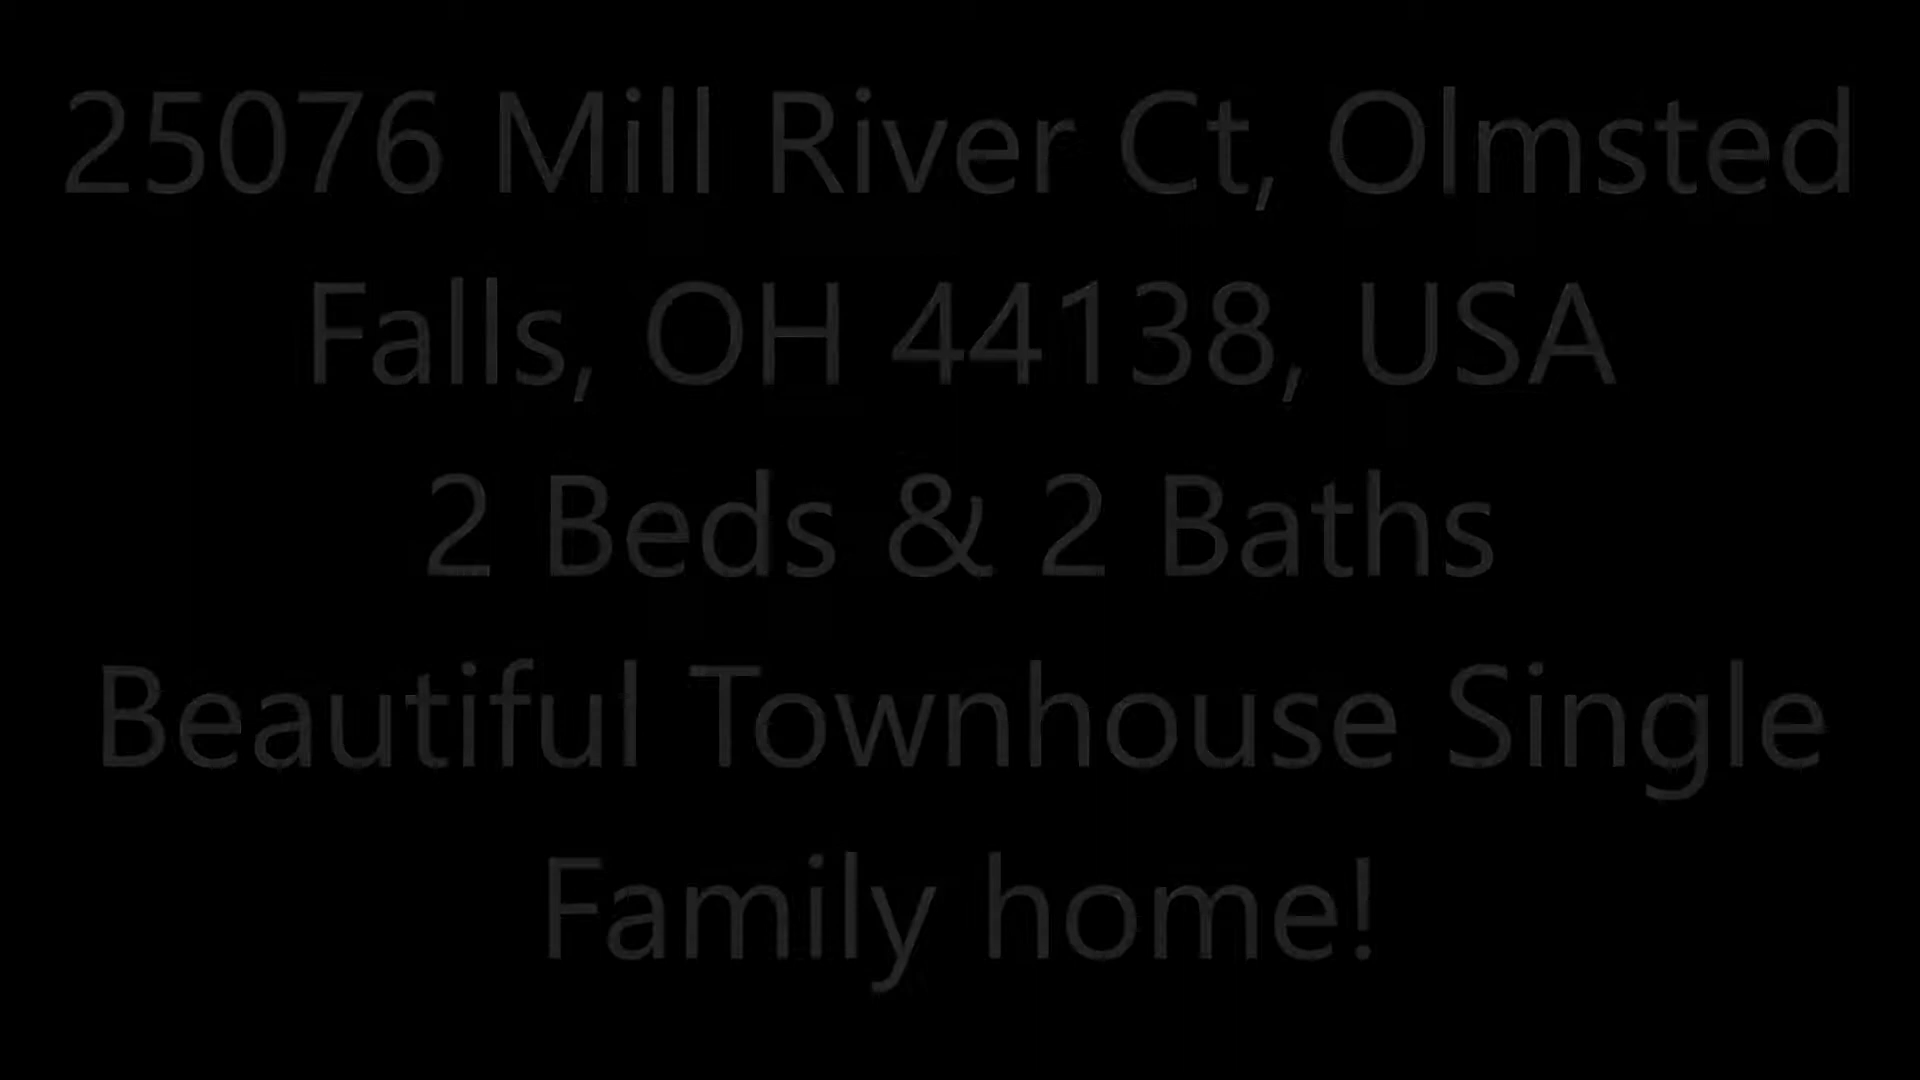 25076 Mill River Ct, Olmsted
Falls, OH 44138, USA
2 Beds & 2 Baths
Beautiful Townhouse Single
Family home!